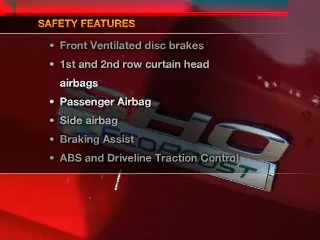 SAFETY FEATURES
• Front Ventilated disc brakes
• 1st and 2nd row curtain head
airbags
• Passenger Airbag
• Side airbag
• Braking Assist
• ABS and Driveline Traction Control
SHO
ECOBOOST